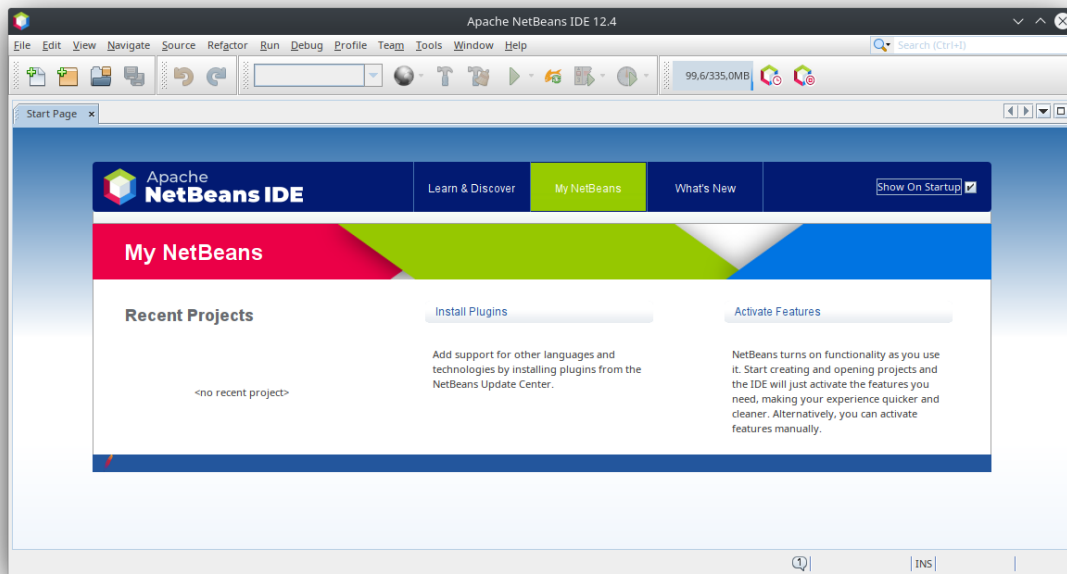 Apache NetBeans IDE 12.4
File Edit View Navigate Source Refactor Run Debug Profile Team Tools Window Help
Search (Ctrl+I)
99,6/335,0MB
Start Page
Apache
NetBeans IDE
Learn & Discover
My NetBeans
What's New
Show On Startup
My NetBeans
Recent Projects
<no recent project>
Install Plugins
Add support for other languages and
technologies by installing plugins from the
NetBeans Update Center.
Activate Features
NetBeans turns on functionality as you use
it. Start creating and opening projects and
the IDE will just activate the features you
need, making your experience quicker and
cleaner. Alternatively, you can activate
features manually.
1
INS